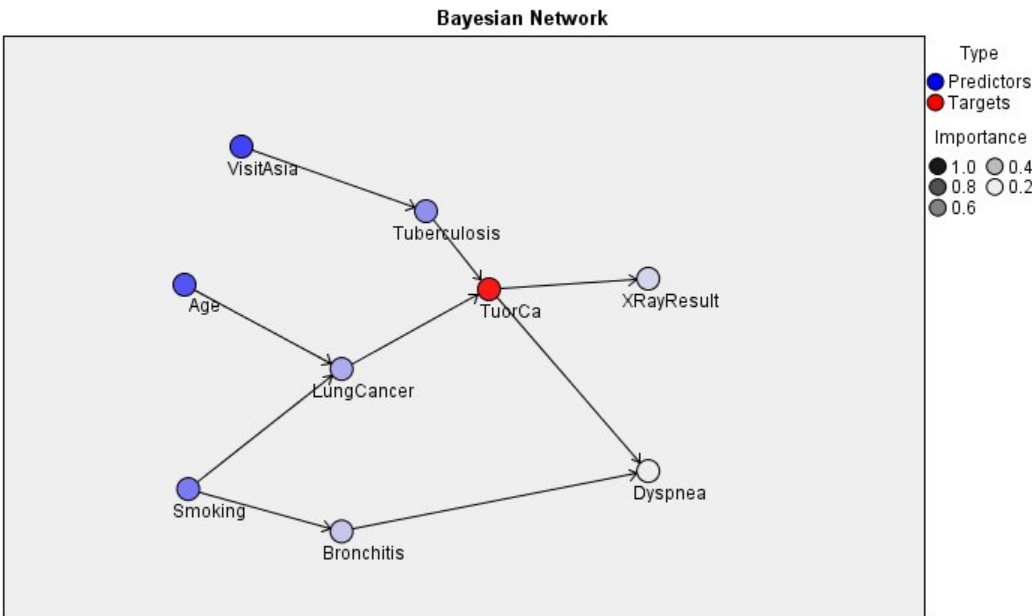 Bayesian Network
Type
Predictors
Targets
Importance
1.0 0.4
0.8 0.2
0.6
VisitAsia
Tuberculosis
Age
TuorCa
XRayResult
LungCancer
Smoking
Bronchitis
Dyspnea